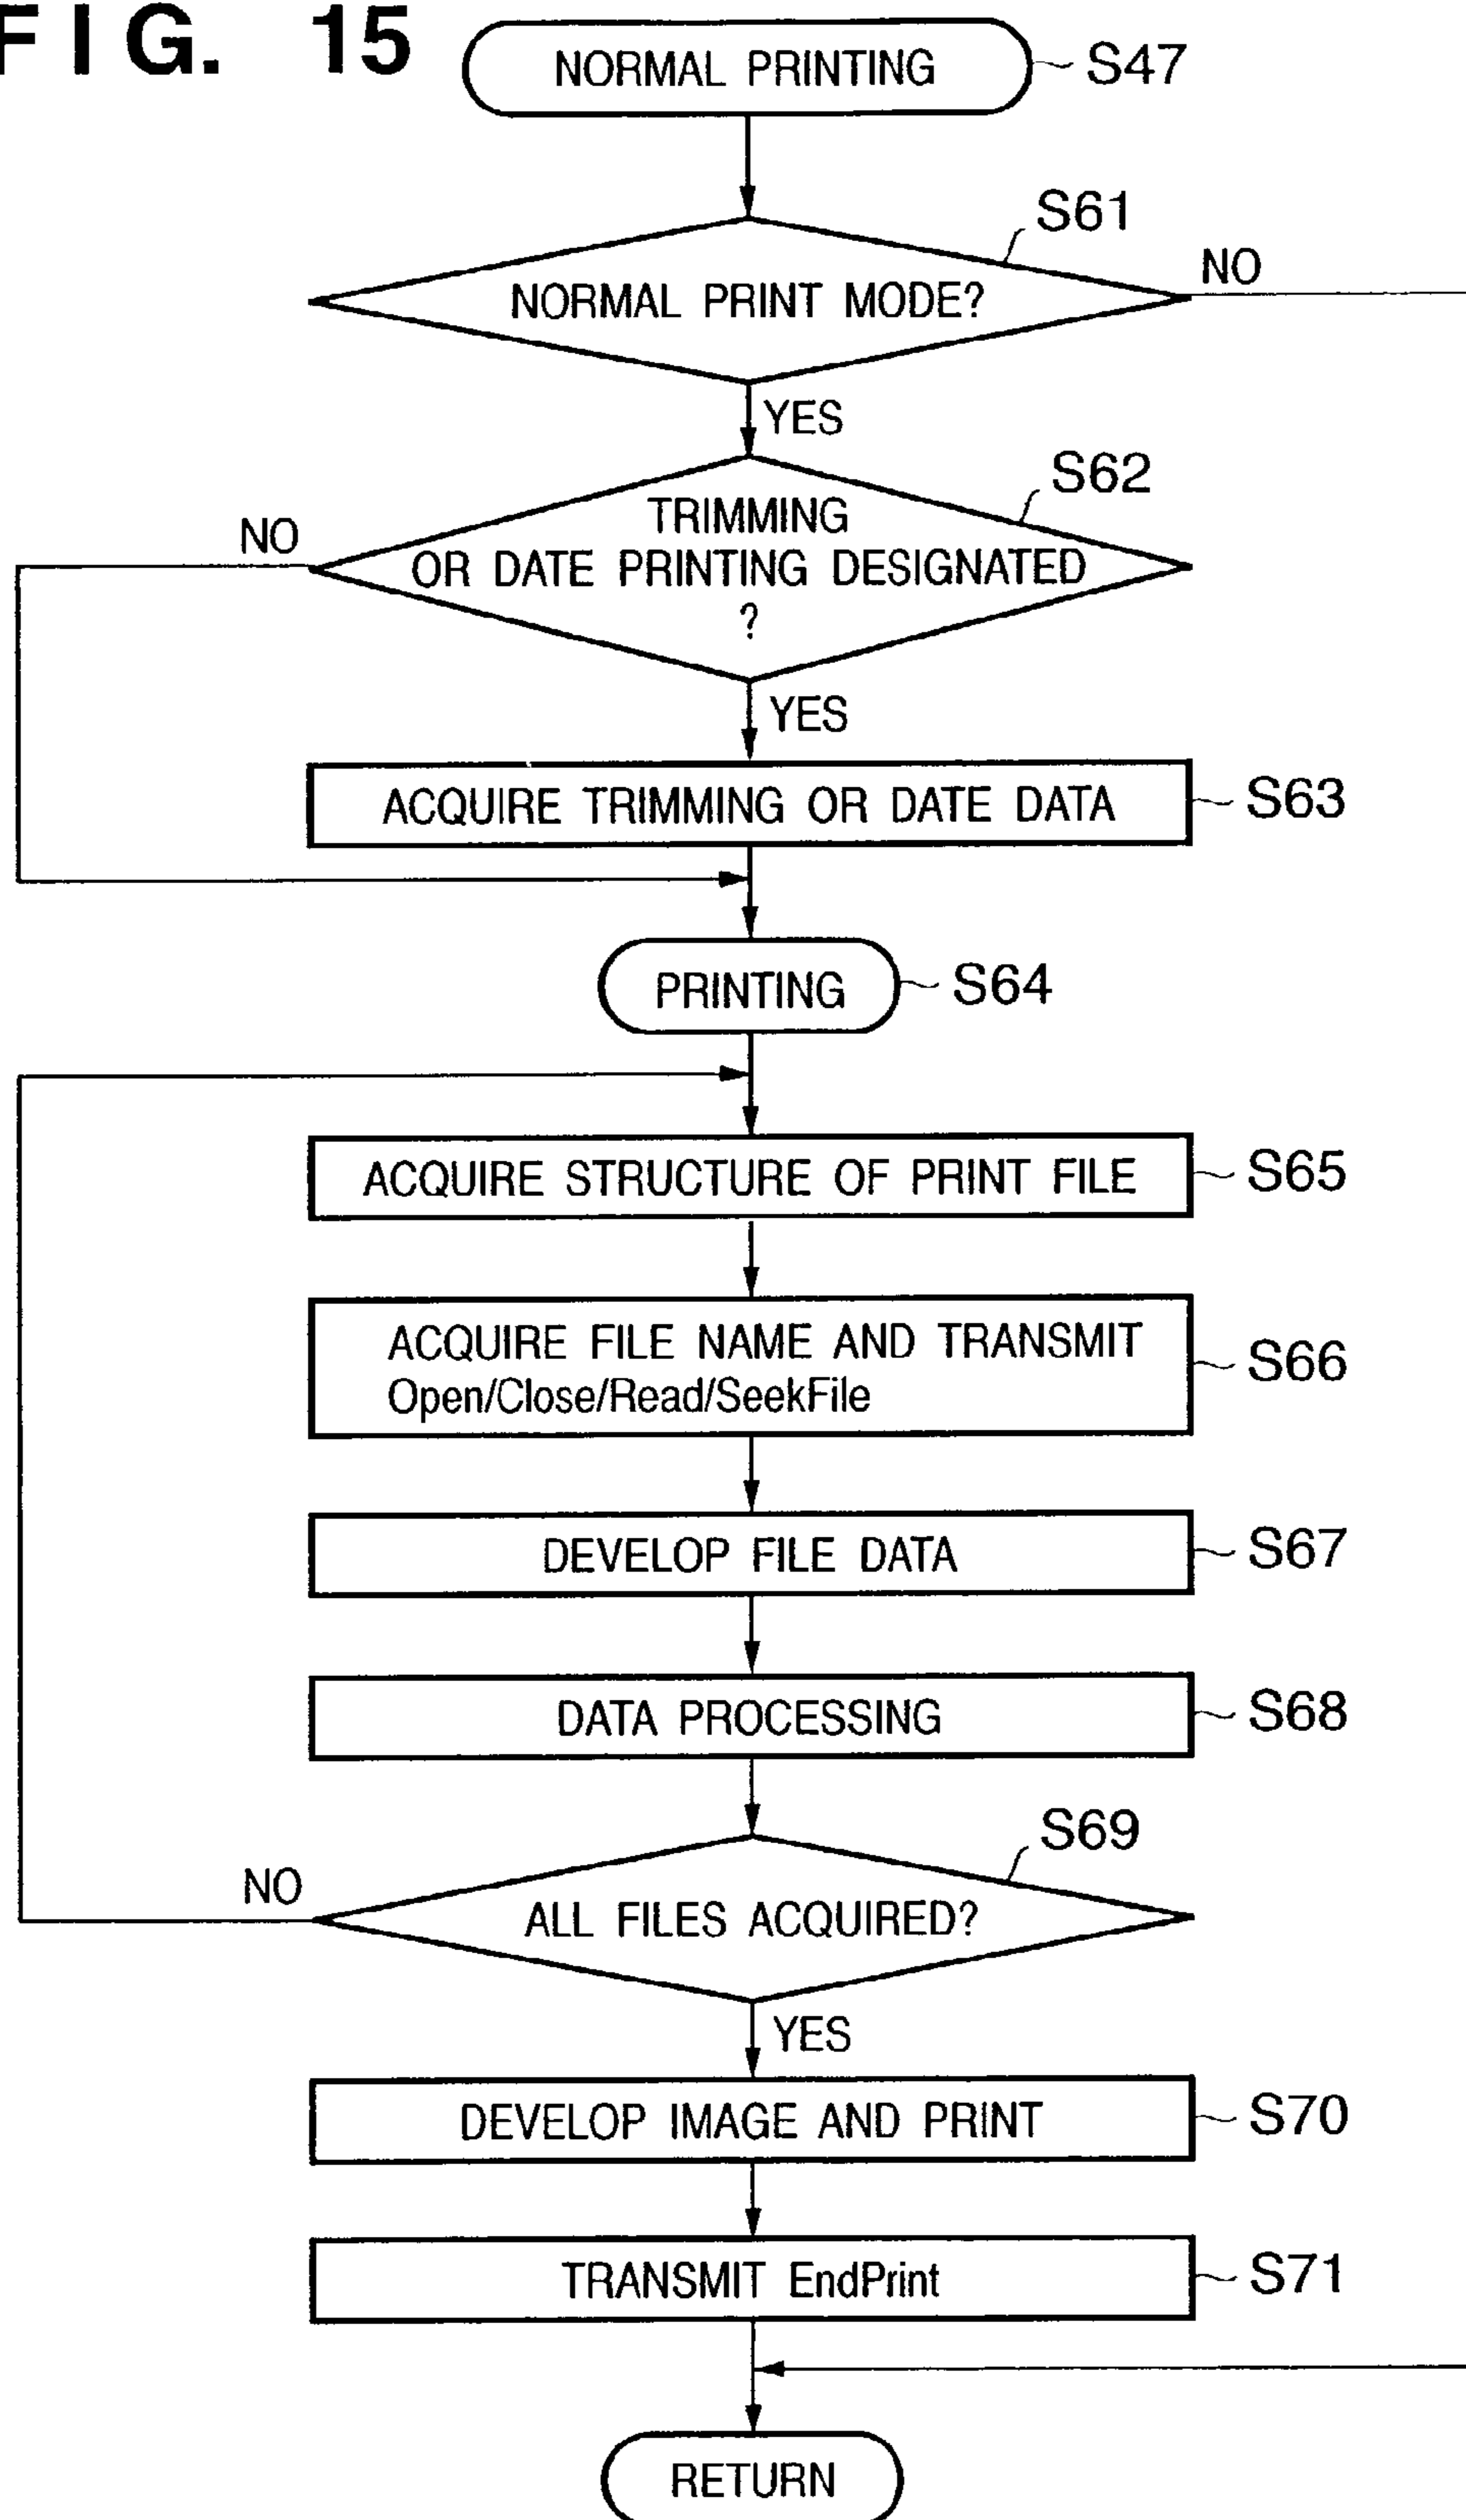 FIG. 15
NORMAL PRINTING
S47
S61
NORMAL PRINT MODE?
NO
YES
S62
TRIMMING
OR DATE PRINTING DESIGNATED
?
NO
YES
ACQUIRE TRIMMING OR DATE DATA
S63
PRINTING
S64
ACQUIRE STRUCTURE OF PRINT FILE
S65
ACQUIRE FILE NAME AND TRANSMIT
Open/Close/Read/SeekFile
S66
DEVELOP FILE DATA
S67
DATA PROCESSING
S68
S69
ALL FILES ACQUIRED?
NO
YES
DEVELOP IMAGE AND PRINT
S70
TRANSMIT EndPrint
S71
RETURN